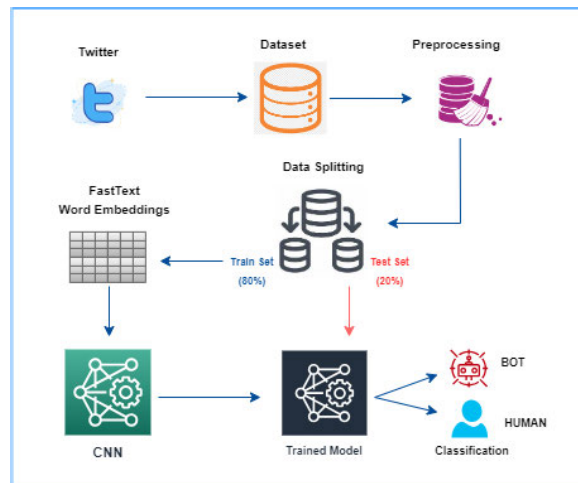 Twitter
Dataset
Preprocessing
Data Splitting
FastText
Word Embeddings
Train Set
(80%)
Test Set
(20%)
BOT
HUMAN
CNN
Trained Model
Classification